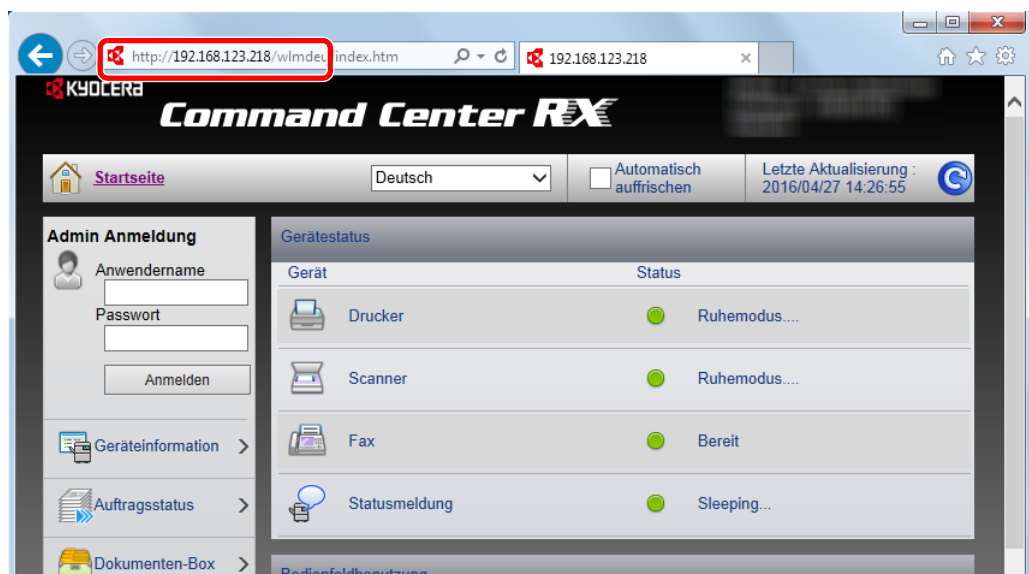 http://192.168.123.218/wlmdeu/index.htm
192.168.123.218
KYOCERA
Command Center RX
Startseite
Deutsch
Automatisch
auffrischen
Letzte Aktualisierung :
2016/04/27 14:26:55
Admin Anmeldung
Anwendername
Passwort
Anmelden
Geräteinformation
Auftragsstatus
Dokumenten-Box
Gerätestatus
Gerät
Status
Drucker
Ruhemodus....
Scanner
Ruhemodus....
Fax
Bereit
Statusmeldung
Sleeping...
Bedienfeldbenutzung